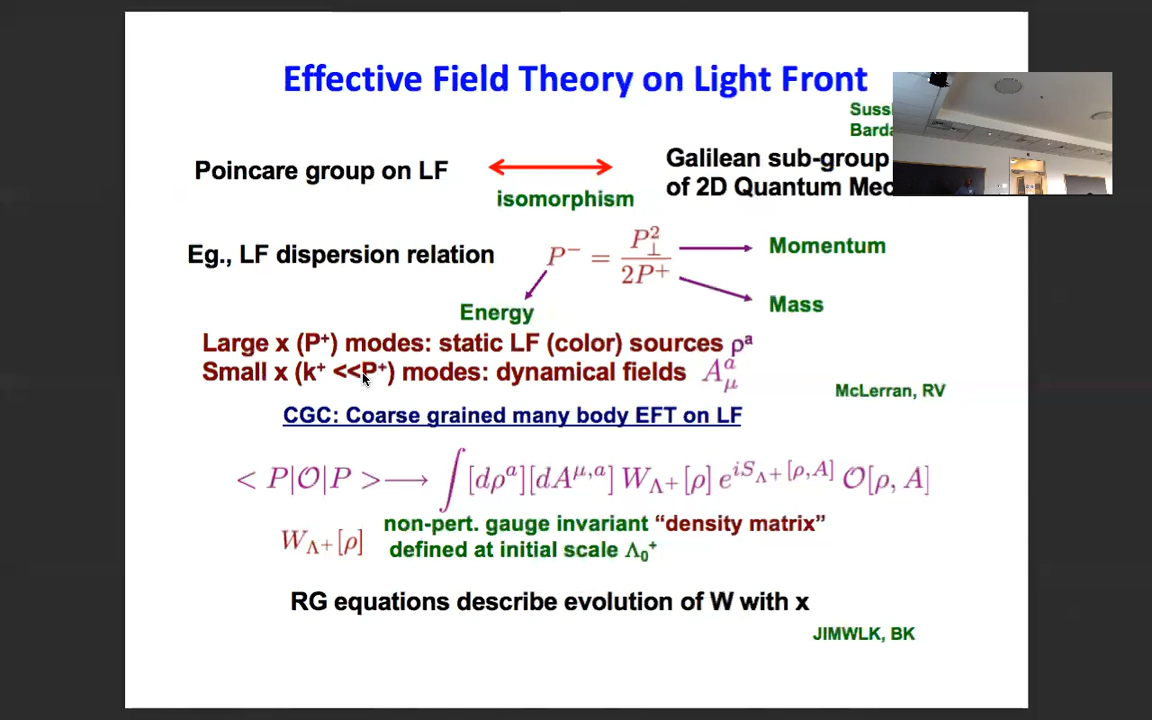 Effective Field Theory on Light Front
Poincare group on LF
isomorphism
Galilean sub-group
of 2D Quantum
Eg., LF dispersion relation
P⁻ = P⊥² / 2P⁺
Momentum
Mass
Energy
Large x (P⁺) modes: static LF (color) sources ρᵃ
Small x (k⁺ <<P⁺) modes: dynamical fields A_μ^a
McLerran, RV
CGC: Coarse grained many body EFT on LF
< P|𝒪|P > ⟶ ∫ [dρᵃ][dA^{μ,a}] W_{Λ⁺}[ρ] e^{iS_{Λ⁺}[ρ,A]} 𝒪[ρ, A]
W_{Λ⁺}[ρ] non-pert. gauge invariant “density matrix”
defined at initial scale Λ₀⁺
RG equations describe evolution of W with x
JIMWLK, BK